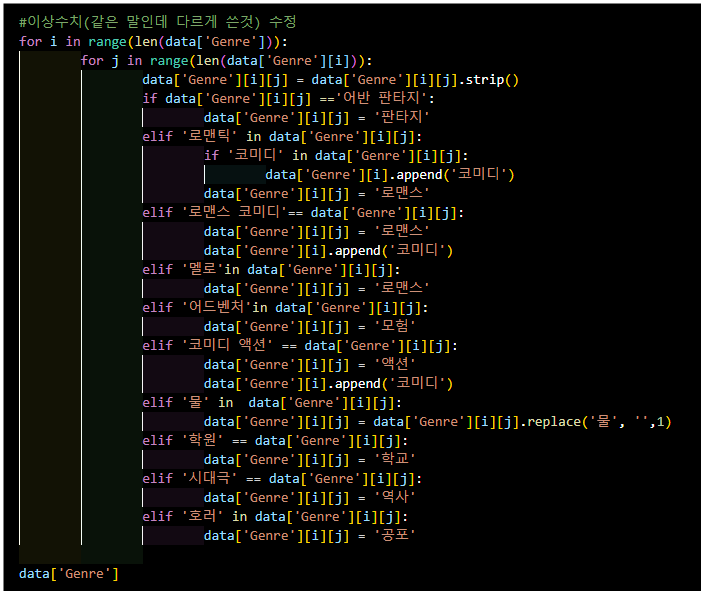 #이상수치(같은 말인데 다르게 쓴것) 수정
for i in range(len(data['Genre'])):
        for j in range(len(data['Genre'][i])):
                data['Genre'][i][j] = data['Genre'][i][j].strip()
                if data['Genre'][i][j] =='어반 판타지':
                        data['Genre'][i][j] = '판타지'
                elif '로맨틱' in data['Genre'][i][j]:
                        if '코미디' in data['Genre'][i][j]:
                                data['Genre'][i].append('코미디')
                        data['Genre'][i][j] = '로맨스'
                elif '로맨스 코미디'== data['Genre'][i][j]:
                        data['Genre'][i][j] = '로맨스'
                        data['Genre'][i].append('코미디')
                elif '멜로'in data['Genre'][i][j]:
                        data['Genre'][i][j] = '로맨스'
                elif '어드벤처'in data['Genre'][i][j]:
                        data['Genre'][i][j] = '모험'
                elif '코미디 액션' == data['Genre'][i][j]:
                        data['Genre'][i][j] = '액션'
                        data['Genre'][i].append('코미디')
                elif '물' in  data['Genre'][i][j]:
                        data['Genre'][i][j] = data['Genre'][i][j].replace('물', '',1)
                elif '학원' == data['Genre'][i][j]:
                        data['Genre'][i][j] = '학교'
                elif '시대극' == data['Genre'][i][j]:
                        data['Genre'][i][j] = '역사'
                elif '호러' in data['Genre'][i][j]:
                        data['Genre'][i][j] = '공포'
data['Genre']